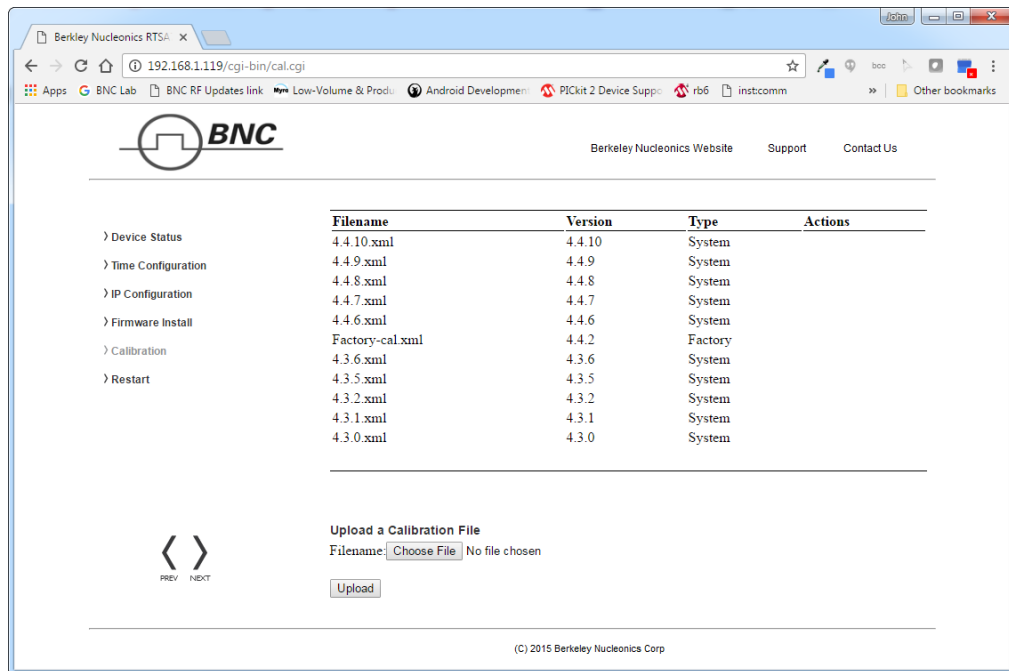 John
Berkley Nucleonics RTSA
192.168.1.119/cgi-bin/cal.cgi
Apps BNC Lab BNC RF Updates link Myro Low-Volume & Produ Android Developmen PICkit 2 Device Suppo rb6 inst:comm » Other bookmarks
BNC
Berkeley Nucleonics Website Support Contact Us
Filename Version Type Actions
4.4.10.xml 4.4.10 System
4.4.9.xml 4.4.9 System
4.4.8.xml 4.4.8 System
4.4.7.xml 4.4.7 System
4.4.6.xml 4.4.6 System
Factory-cal.xml 4.4.2 Factory
4.3.6.xml 4.3.6 System
4.3.5.xml 4.3.5 System
4.3.2.xml 4.3.2 System
4.3.1.xml 4.3.1 System
4.3.0.xml 4.3.0 System
Device Status
Time Configuration
IP Configuration
Firmware Install
Calibration
Restart
PREV NEXT
Upload a Calibration File
Filename: Choose File No file chosen
Upload
(C) 2015 Berkeley Nucleonics Corp